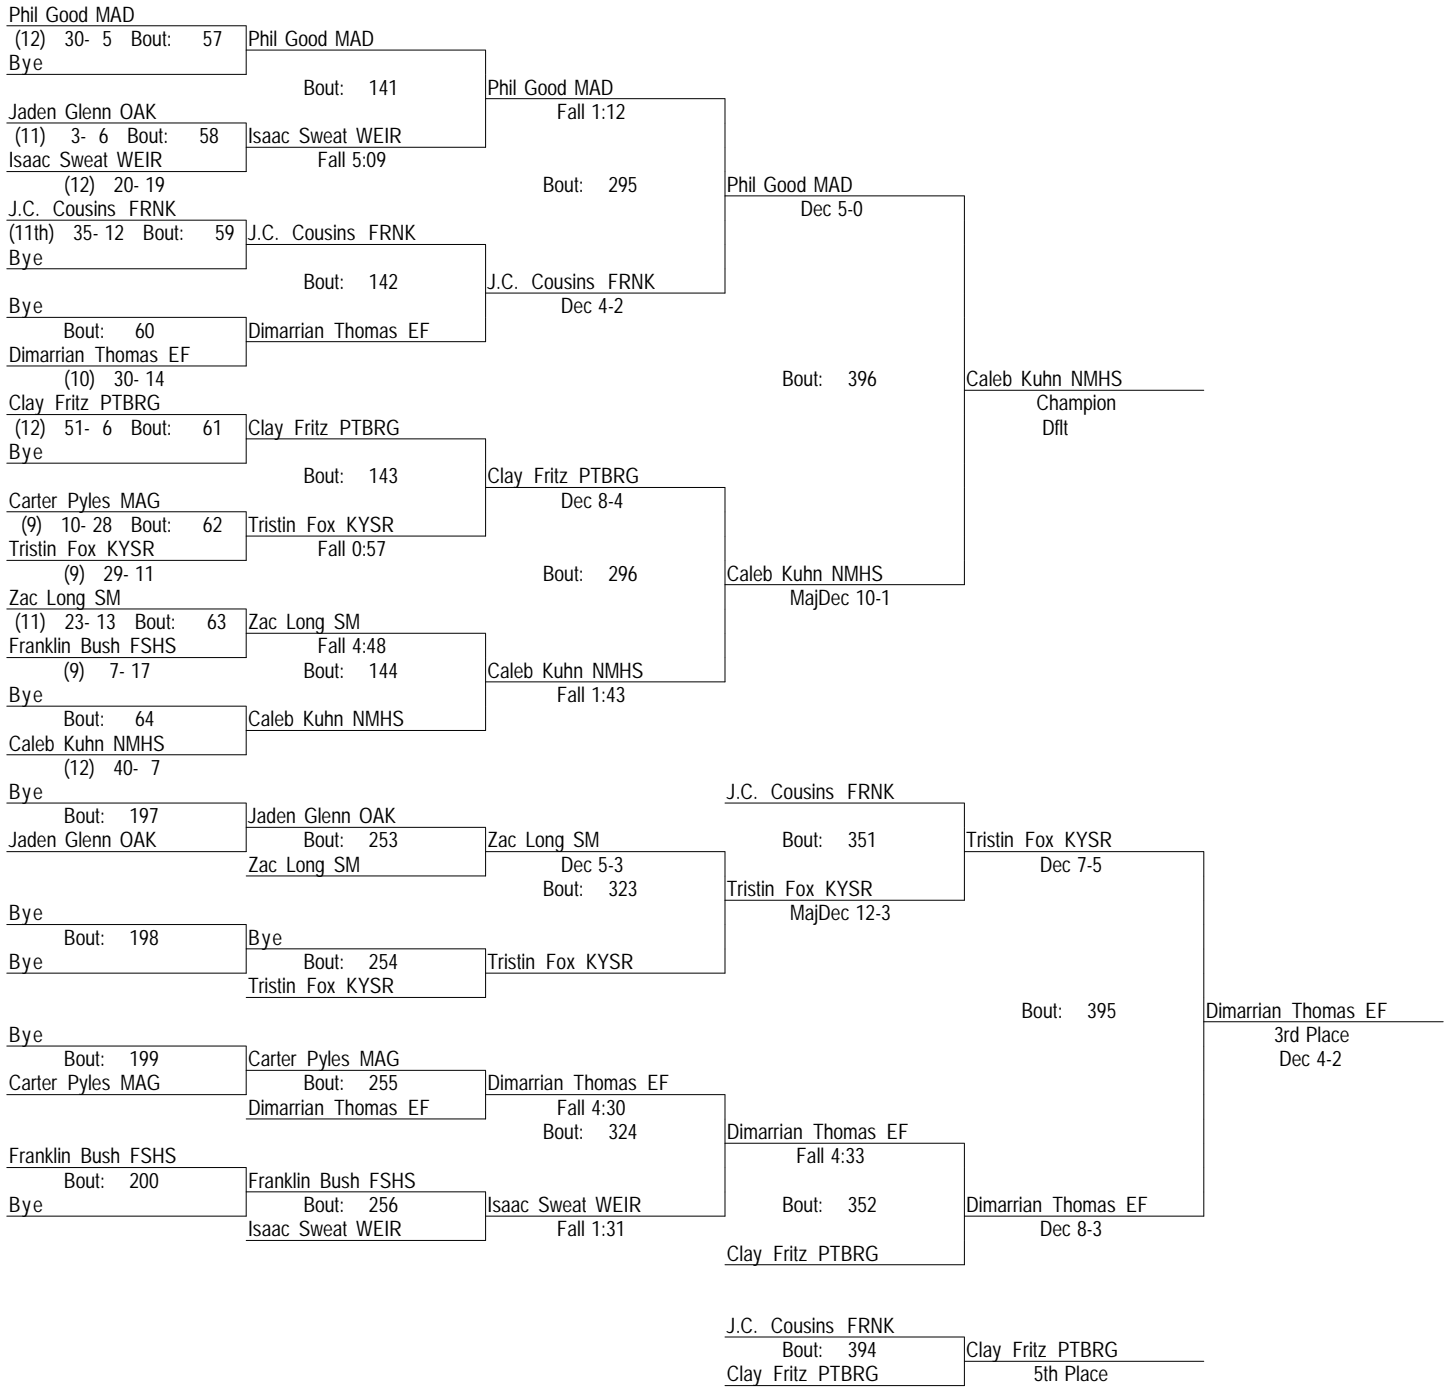 Phil Good MAD
(12) 30- 5 Bout: 57 Phil Good MAD
Bye
Bout: 141 Phil Good MAD
Jaden Glenn OAK Fall 1:12
(11) 3- 6 Bout: 58 Isaac Sweat WEIR
Isaac Sweat WEIR Fall 5:09
(12) 20- 19 Bout: 295 Phil Good MAD
J.C. Cousins FRNK Dec 5-0
(11th) 35- 12 Bout: 59 J.C. Cousins FRNK
Bye
Bout: 142 J.C. Cousins FRNK
Bye Dec 4-2
Bout: 60 Dimarrian Thomas EF
Dimarrian Thomas EF
(10) 30- 14 Bout: 396 Caleb Kuhn NMHS
Clay Fritz PTBRG Champion
(12) 51- 6 Bout: 61 Clay Fritz PTBRG Dflt
Bye
Bout: 143 Clay Fritz PTBRG
Carter Pyles MAG Dec 8-4
(9) 10- 28 Bout: 62 Tristin Fox KYSR
Tristin Fox KYSR Fall 0:57
(9) 29- 11 Bout: 296 Caleb Kuhn NMHS
Zac Long SM MajDec 10-1
(11) 23- 13 Bout: 63 Zac Long SM
Franklin Bush FSHS Fall 4:48
(9) 7- 17 Bout: 144 Caleb Kuhn NMHS
Bye Fall 1:43
Bout: 64 Caleb Kuhn NMHS
Caleb Kuhn NMHS
(12) 40- 7
Bye J.C. Cousins FRNK
Bout: 197 Jaden Glenn OAK
Jaden Glenn OAK Bout: 253 Zac Long SM Bout: 351 Tristin Fox KYSR
Zac Long SM Dec 5-3 Dec 7-5
Bout: 323 Tristin Fox KYSR
Bye MajDec 12-3
Bout: 198 Bye
Bye Bout: 254 Tristin Fox KYSR
Tristin Fox KYSR
Bout: 395 Dimarrian Thomas EF
Bye 3rd Place
Bout: 199 Carter Pyles MAG Dec 4-2
Carter Pyles MAG Bout: 255 Dimarrian Thomas EF
Dimarrian Thomas EF Fall 4:30
Bout: 324 Dimarrian Thomas EF
Franklin Bush FSHS Fall 4:33
Bout: 200 Franklin Bush FSHS
Bye Bout: 256 Isaac Sweat WEIR Bout: 352 Dimarrian Thomas EF
Isaac Sweat WEIR Fall 1:31 Dec 8-3
Clay Fritz PTBRG
J.C. Cousins FRNK
Bout: 394 Clay Fritz PTBRG
Clay Fritz PTBRG 5th Place